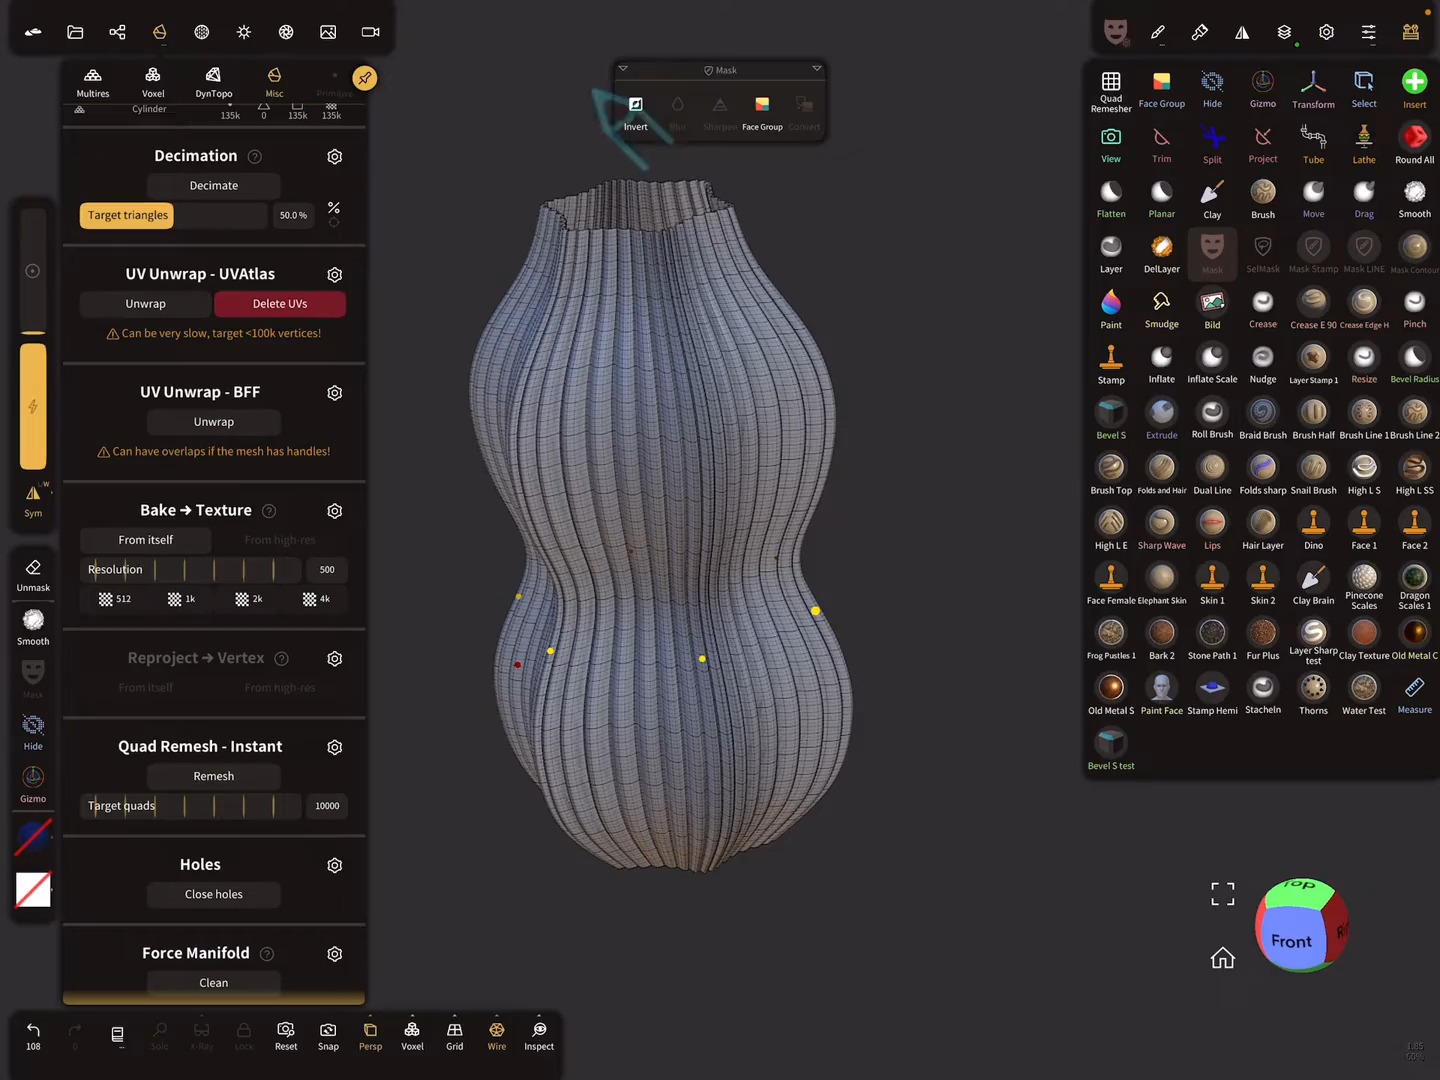 Multires
Voxel
DynTopo
Misc
Primitive
Cylinder
135k
0
135k
135k
Decimation
Decimate
Target triangles
50.0 %
%
UV Unwrap - UVAtlas
Unwrap
Delete UVs
Can be very slow, target <100k vertices!
UV Unwrap - BFF
Unwrap
Can have overlaps if the mesh has handles!
Bake → Texture
From itself
From high-res
Resolution
500
512
1k
2k
4k
Reproject → Vertex
From itself
From high-res
Quad Remesh - Instant
Remesh
Target quads
10000
Holes
Close holes
Force Manifold
Clean
Sym
Unmask
Smooth
Mask
Hide
Gizmo
Mask
Invert
Blur
Sharpen
Face Group
Convert
Quad Remesher
Face Group
Hide
Gizmo
Transform
Select
Insert
View
Trim
Split
Project
Tube
Lathe
Round All
Flatten
Planar
Clay
Brush
Move
Drag
Smooth
Layer
DelLayer
Mask
SelMask
Mask Stamp
Mask LINE
Mask Contour
Paint
Smudge
Bild
Crease
Crease E 90
Crease Edge H
Pinch
Stamp
Inflate
Inflate Scale
Nudge
Layer Stamp 1
Resize
Bevel Radius
Bevel S
Extrude
Roll Brush
Braid Brush
Brush Half
Brush Line 1
Brush Line 2
Brush Top
Folds and Hair
Dual Line
Folds sharp
Snail Brush
High L S
High L SS
High L E
Sharp Wave
Lips
Hair Layer
Dino
Face 1
Face 2
Face Female
Elephant Skin
Skin 1
Skin 2
Clay Brain
Pinecone Scales
Dragon Scales 1
Frog Pustles 1
Bark 2
Stone Path 1
Fur Plus
Layer Sharp test
Clay Texture
Old Metal C
Old Metal S
Paint Face
Stamp Hemi
Stacheln
Thorns
Water Test
Measure
Bevel S test
Top
Front
108
0
Solo
X-Ray
Lock
Reset
Snap
Persp
Voxel
Grid
Wire
Inspect
1.85
60%